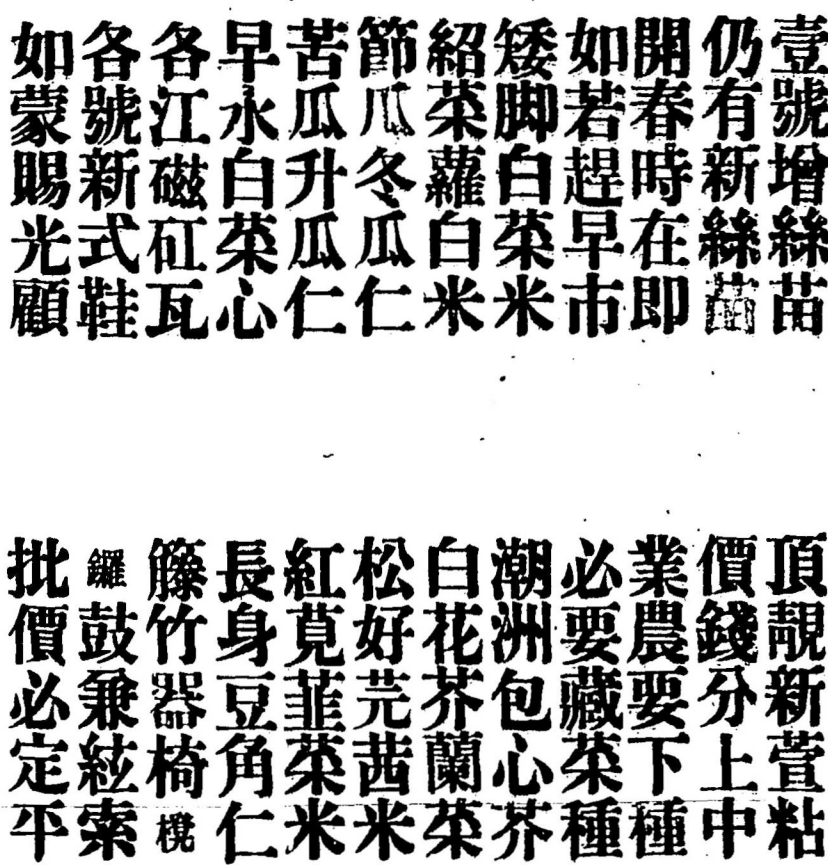 壹號增絲苗
頂靚新萱粘
仍有新絲苗
價錢分上中
開春時在即
業農要下種
如若趕早市
必要藏菜種
矮脚白菜米
潮洲包心芥
紹菜蘿白米
白花芥蘭菜
節瓜冬瓜仁
松好芫茜米
苦瓜升瓜仁
紅莧韮菜米
早永白菜心
長身豆角仁
各江磁矼瓦
籐竹器椅櫈
各號新式鞋
鑼鼓兼絃索
如蒙賜光顧
批價必定平